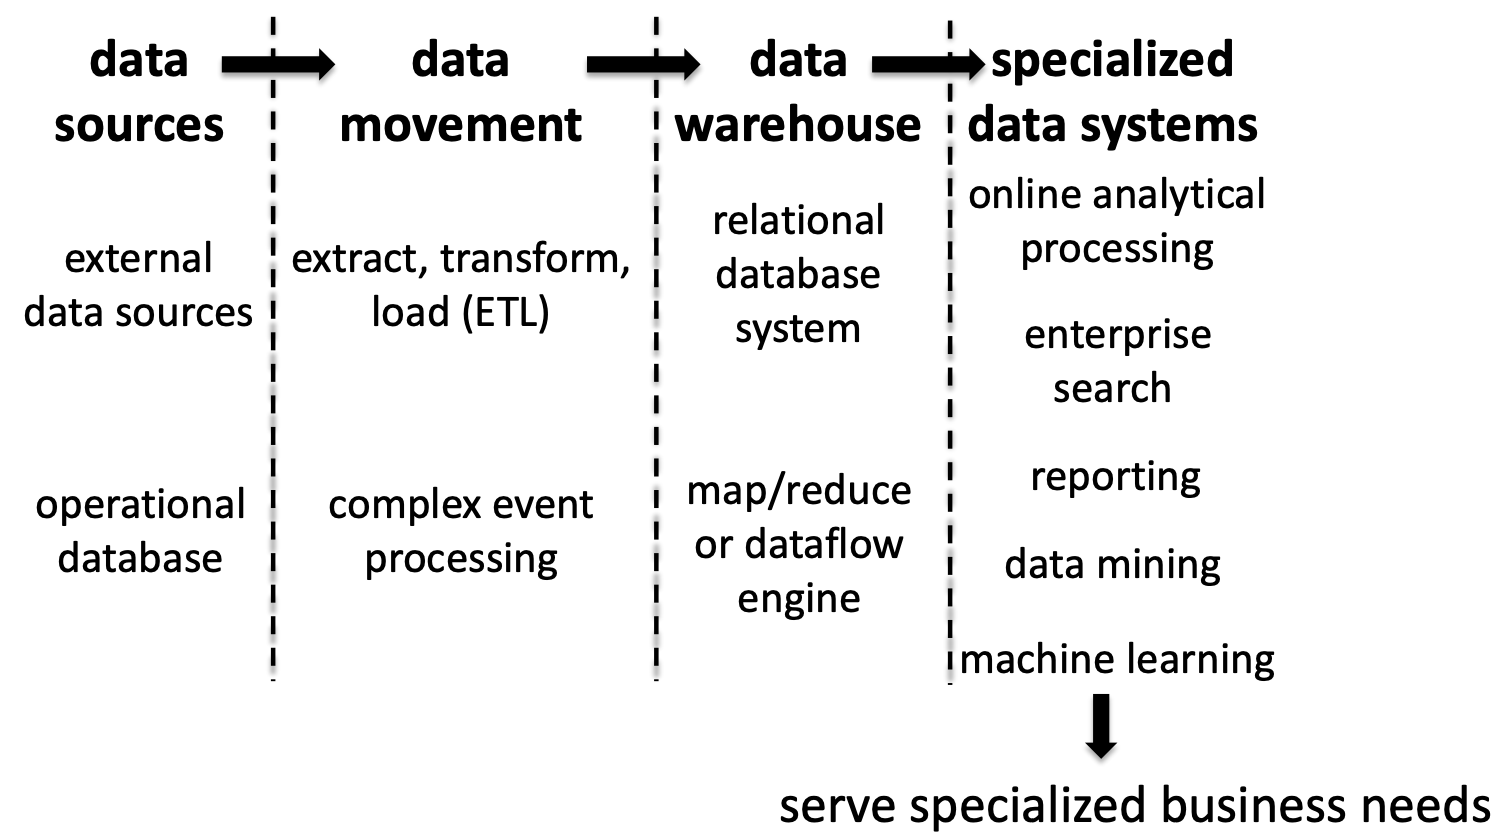 data
sources
external
data sources
operational
database
data
movement
extract, transform,
load (ETL)
complex event
processing
data
warehouse
relational
database
system
map/reduce
or dataflow
engine
specialized
data systems
online analytical
processing
enterprise
search
reporting
data mining
machine learning
serve specialized business needs